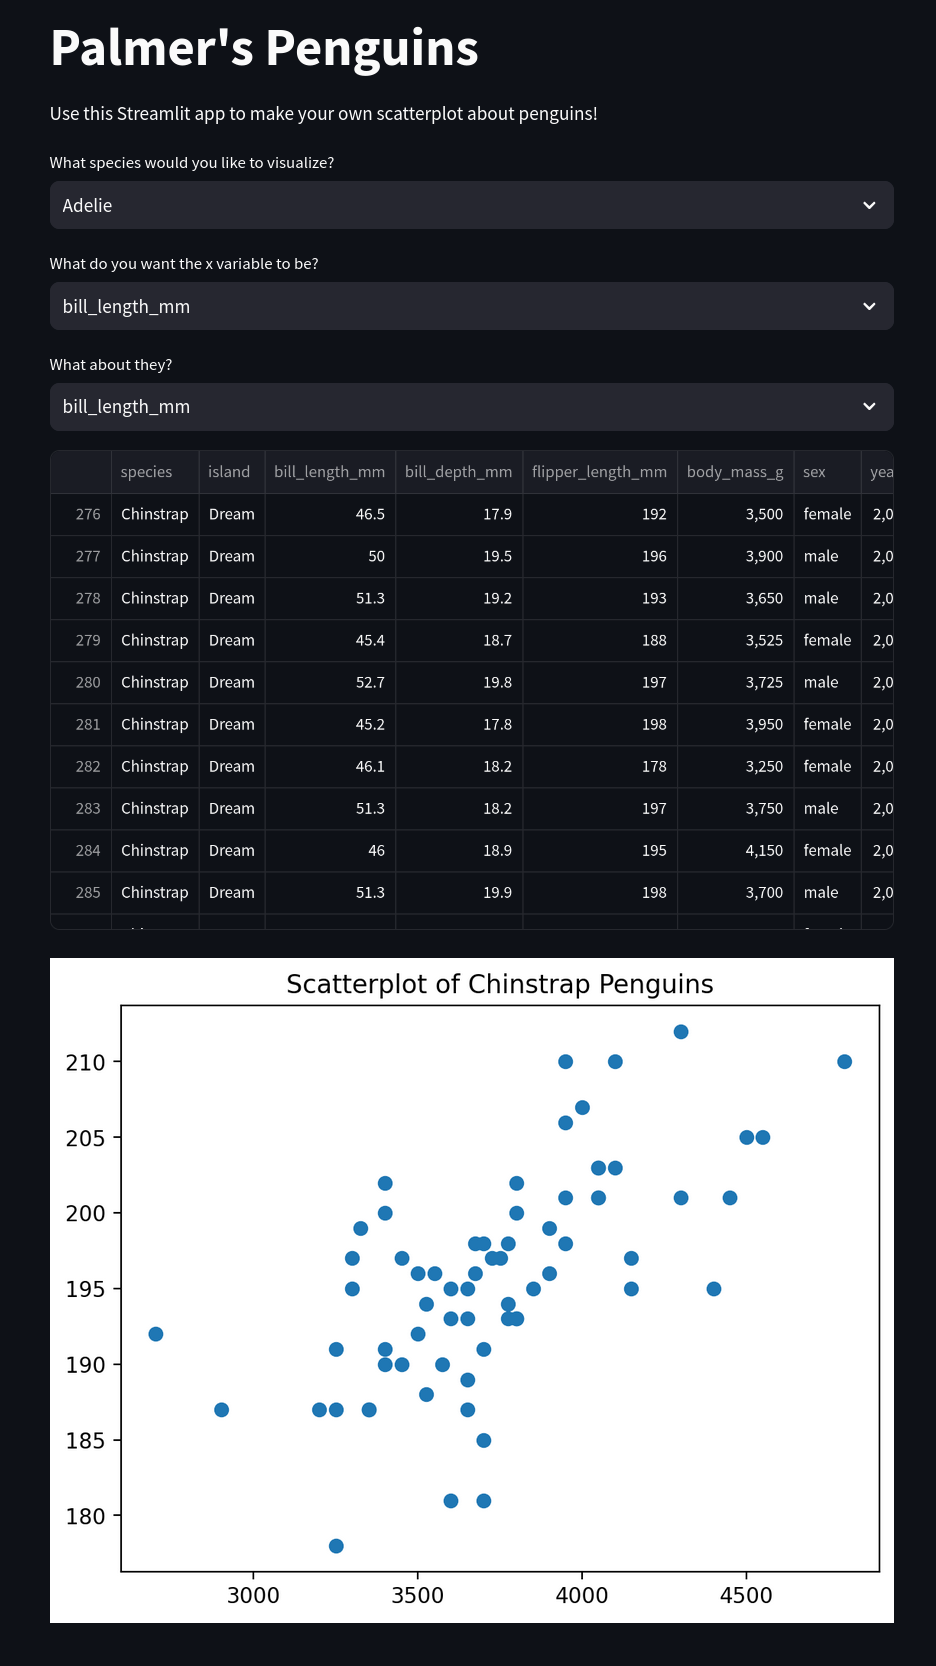 Palmer's Penguins
Use this Streamlit app to make your own scatterplot about penguins!
What species would you like to visualize?
Adelie
What do you want the x variable to be?
bill_length_mm
What about they?
bill_length_mm
species island bill_length_mm bill_depth_mm flipper_length_mm body_mass_g sex
276 Chinstrap Dream 46.5 17.9 192 3,500 female 2,0
277 Chinstrap Dream 50 19.5 196 3,900 male 2,0
278 Chinstrap Dream 51.3 19.2 193 3,650 male 2,0
279 Chinstrap Dream 45.4 18.7 188 3,525 female 2,0
280 Chinstrap Dream 52.7 19.8 197 3,725 male 2,0
281 Chinstrap Dream 45.2 17.8 198 3,950 female 2,0
282 Chinstrap Dream 46.1 18.2 178 3,250 female 2,0
283 Chinstrap Dream 51.3 18.2 197 3,750 male 2,0
284 Chinstrap Dream 46 18.9 195 4,150 female 2,0
285 Chinstrap Dream 51.3 19.9 198 3,700 male 2,0
Scatterplot of Chinstrap Penguins
210
205
200
195
190
185
180
3000 3500 4000 4500